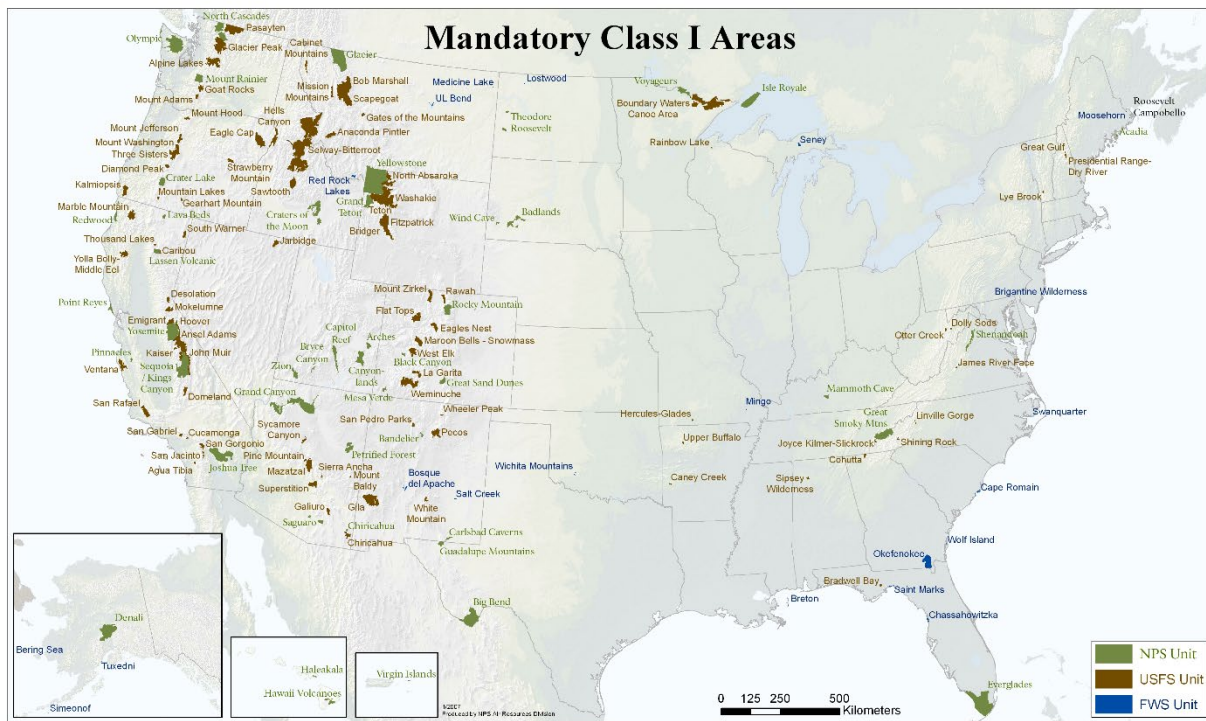 Mandatory Class I Areas
North Cascades
Pasayten
Olympic
Glacier Peak
Alpine Lakes
Cabinet
Mountains
Glacier
Mount Rainier
Goat Rocks
Mount Adams
Mission
Mountains
Bob Marshall
Scapegoat
Medicine Lake
UL Bend
Lostwood
Voyageurs
Isle Royale
Boundary Waters
Canoe Area
Rainbow Lake
Seney
Moosehorn
Roosevelt
Campobello
Acadia
Great Gulf
Presidential Range-
Dry River
Lye Brook
Mount Hood
Hells
Canyon
Gates of the Mountains
Theodore
Roosevelt
Mount Jefferson
Mount Washington
Three Sisters
Diamond Peak
Eagle Cap
Anaconda Pintler
Selway-Bitterroot
Strawberry
Mountain
Sawtooth
Red Rock
Lakes
Yellowstone
North Absaroka
Washakie
Grand
Teton
Teton
Fitzpatrick
Bridger
Wind Cave
Badlands
Kalmiopsis
Crater Lake
Mountain Lakes
Gearhart Mountain
Marble Mountain
Redwood
Lava Beds
Craters of
the Moon
South Warner
Jarbidge
Thousand Lakes
Caribou
Lassen Volcanic
Yolla Bolly-
Middle Eel
Point Reyes
Desolation
Mokelumne
Emigrant
Hoover
Yosemite
Ansel Adams
Pinnacles
Kaiser
John Muir
Ventana
Sequoia
/ Kings
Canyon
Domeland
San Rafael
San Gabriel
Cucamonga
San Gorgonio
San Jacinto
Agua Tibia
Joshua Tree
Mount Zirkel
Rawah
Rocky Mountain
Flat Tops
Eagles Nest
Maroon Bells - Snowmass
West Elk
Black Canyon
La Garita
Great Sand Dunes
Weminuche
Capitol
Reef
Arches
Bryce
Canyon
Zion
Canyon-
lands
Mesa Verde
Grand Canyon
Wheeler Peak
San Pedro Parks
Bandelier
Pecos
Sycamore
Canyon
Pine Mountain
Mazatzal
Petrified Forest
Sierra Ancha
Mount
Baldy
Superstition
Bosque
del Apache
Salt Creek
Galiuro
Gila
White
Mountain
Saguaro
Chiricahua
Chiricahua
Carlsbad Caverns
Guadalupe Mountains
Big Bend
Wichita Mountains
Hercules-Glades
Mingo
Upper Buffalo
Caney Creek
Sipsey
Wilderness
Mammoth Cave
Great
Smoky Mtns
Joyce Kilmer-Slickrock
Cohutta
Linville Gorge
Shining Rock
Brigantine Wilderness
Dolly Sods
Otter Creek
Shenandoah
James River Face
Swanquarter
Cape Romain
Wolf Island
Okefenokee
Bradwell Bay
Saint Marks
Breton
Chassahowitzka
Everglades
Denali
Bering Sea
Tuxedni
Simeonof
Haleakala
Hawaii Volcanoes
Virgin Islands
Produced by NPS Air Resources Division
0 125 250 500
Kilometers
NPS Unit
USFS Unit
FWS Unit